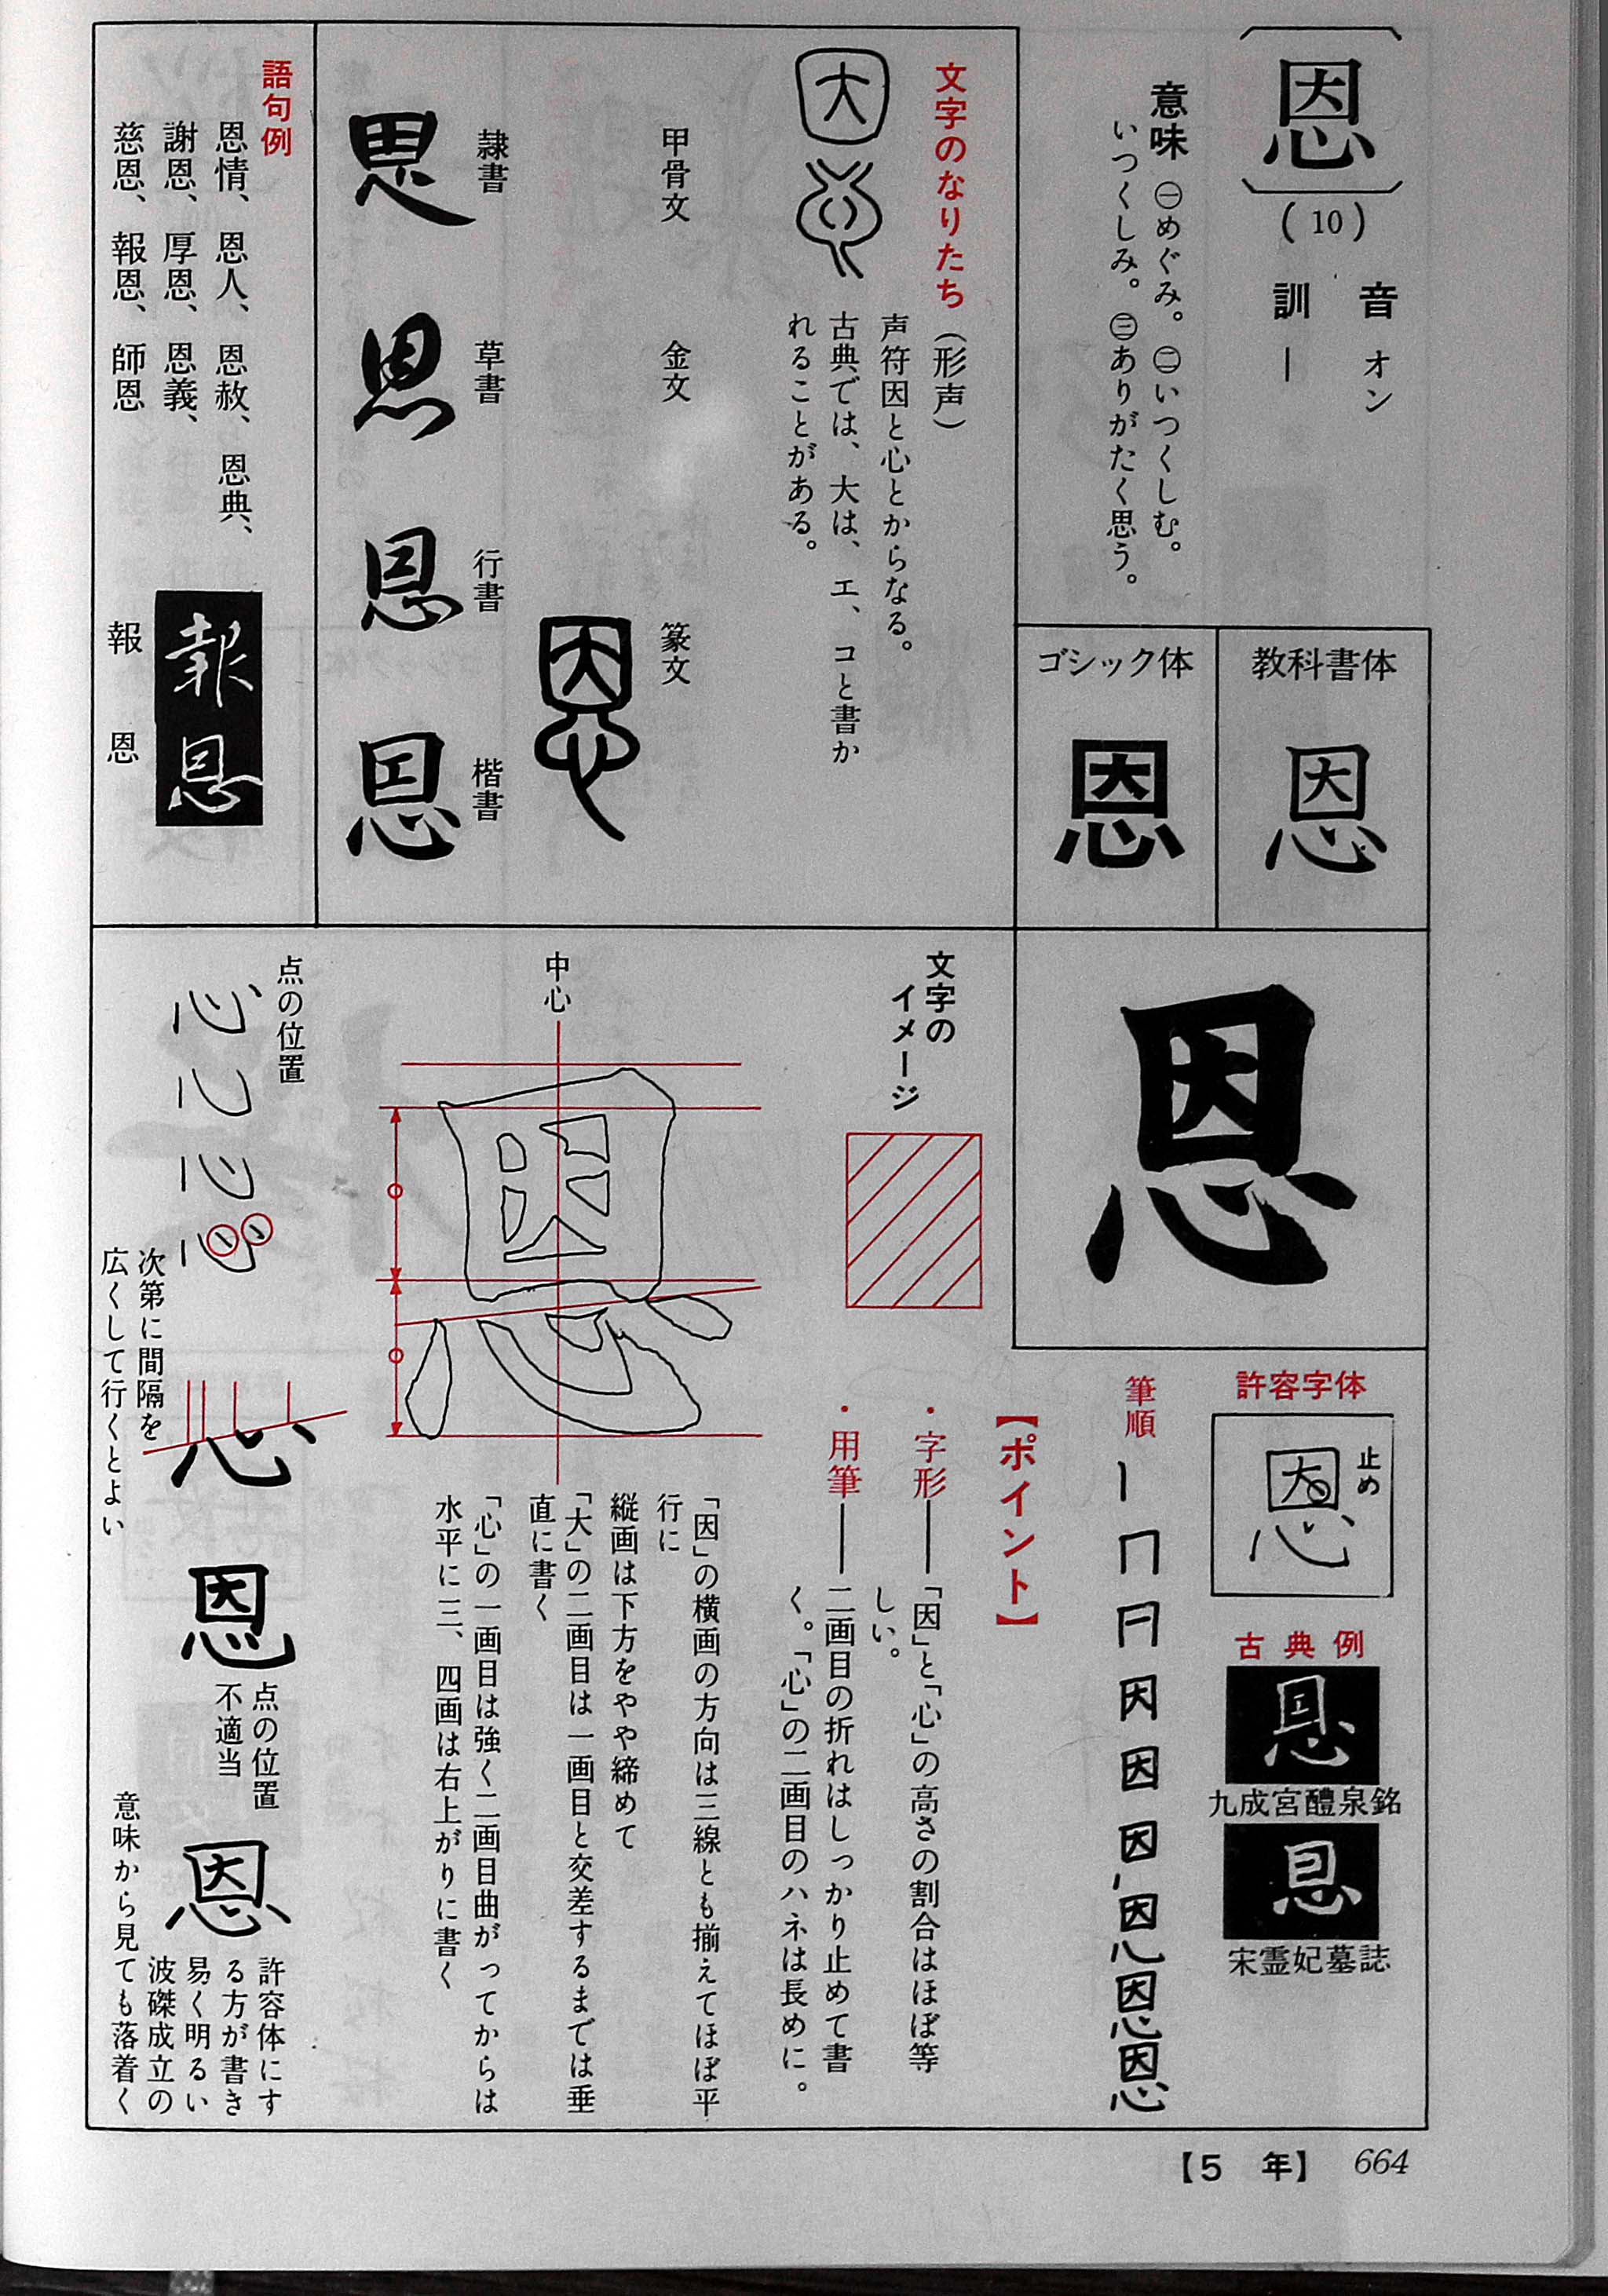 恩
(10)
音 オン
訓 ―
意味 ㊀めぐみ。㊁いつくしむ。
いつくしみ。㊂ありがたく思う。
教科書体
恩
ゴシック体
恩
文字のなりたち(形声)
声符因と心とからなる。
古典では、大は、エ、コと書か
れることがある。
甲骨文 金文 篆文
恩
隷書 草書 行書 楷書
恩 恩 恩 恩
語句例
恩情、恩人、恩赦、恩典、
謝恩、厚恩、恩義、
慈恩、報恩、師恩
報恩
報恩
恩
許容字体
止め
恩
古典例
恩
九成宮醴泉銘
恩
宋霊妃墓誌
筆順
恩
【ポイント】
・字形―「因」と「心」の高さの割合はほぼ等
しい。
・用筆―二画目の折れはしっかり止めて書
く。「心」の二画目のハネは長めに。
「因」の横画の方向は三線とも揃えてほぼ平
行に
縦画は下方をやや締めて
「大」の二画目は一画目と交差するまでは垂
直に書く
「心」の一画目は強く二画目曲がってからは
水平に三、四画は右上がりに書く
文字の
イメージ
中心
点の位置
心 心 心 心
次第に間隔を
広くして行くとよい
心
恩
点の位置
不適当
恩
許容体にす
る方が書き
易く明るい
波磔成立の
意味から見ても落着く
【5 年】 664